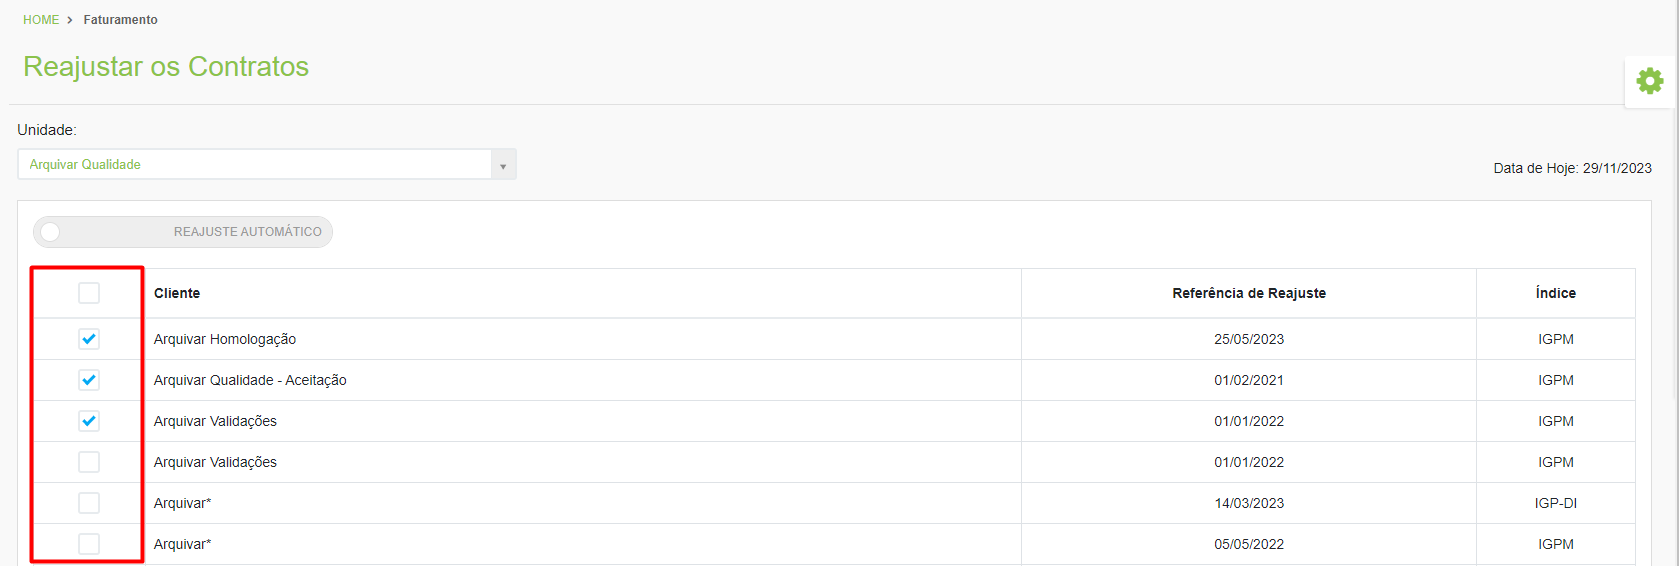 HOME > Faturamento
Reajustar os Contratos
Unidade:
Arquivar Qualidade
Data de Hoje: 29/11/2023
REAJUSTE AUTOMÁTICO
Cliente Referência de Reajuste Índice
Arquivar Homologação 25/05/2023 IGPM
Arquivar Qualidade - Aceitação 01/02/2021 IGPM
Arquivar Validações 01/01/2022 IGPM
Arquivar Validações 01/01/2022 IGPM
Arquivar* 14/03/2023 IGP-DI
Arquivar* 05/05/2022 IGPM